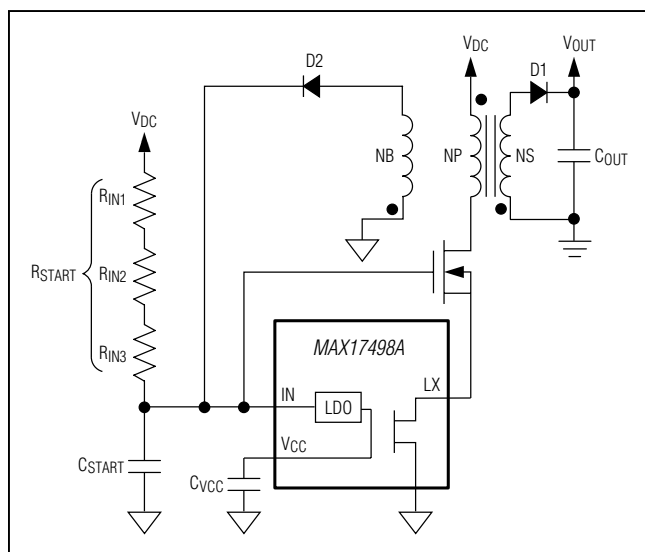 VDC
VOUT
D2
D1
VDC
NB
NP
NS
COUT
RIN1
RSTART
RIN2
RIN3
MAX17498A
LX
IN
LDO
VCC
CSTART
CVCC